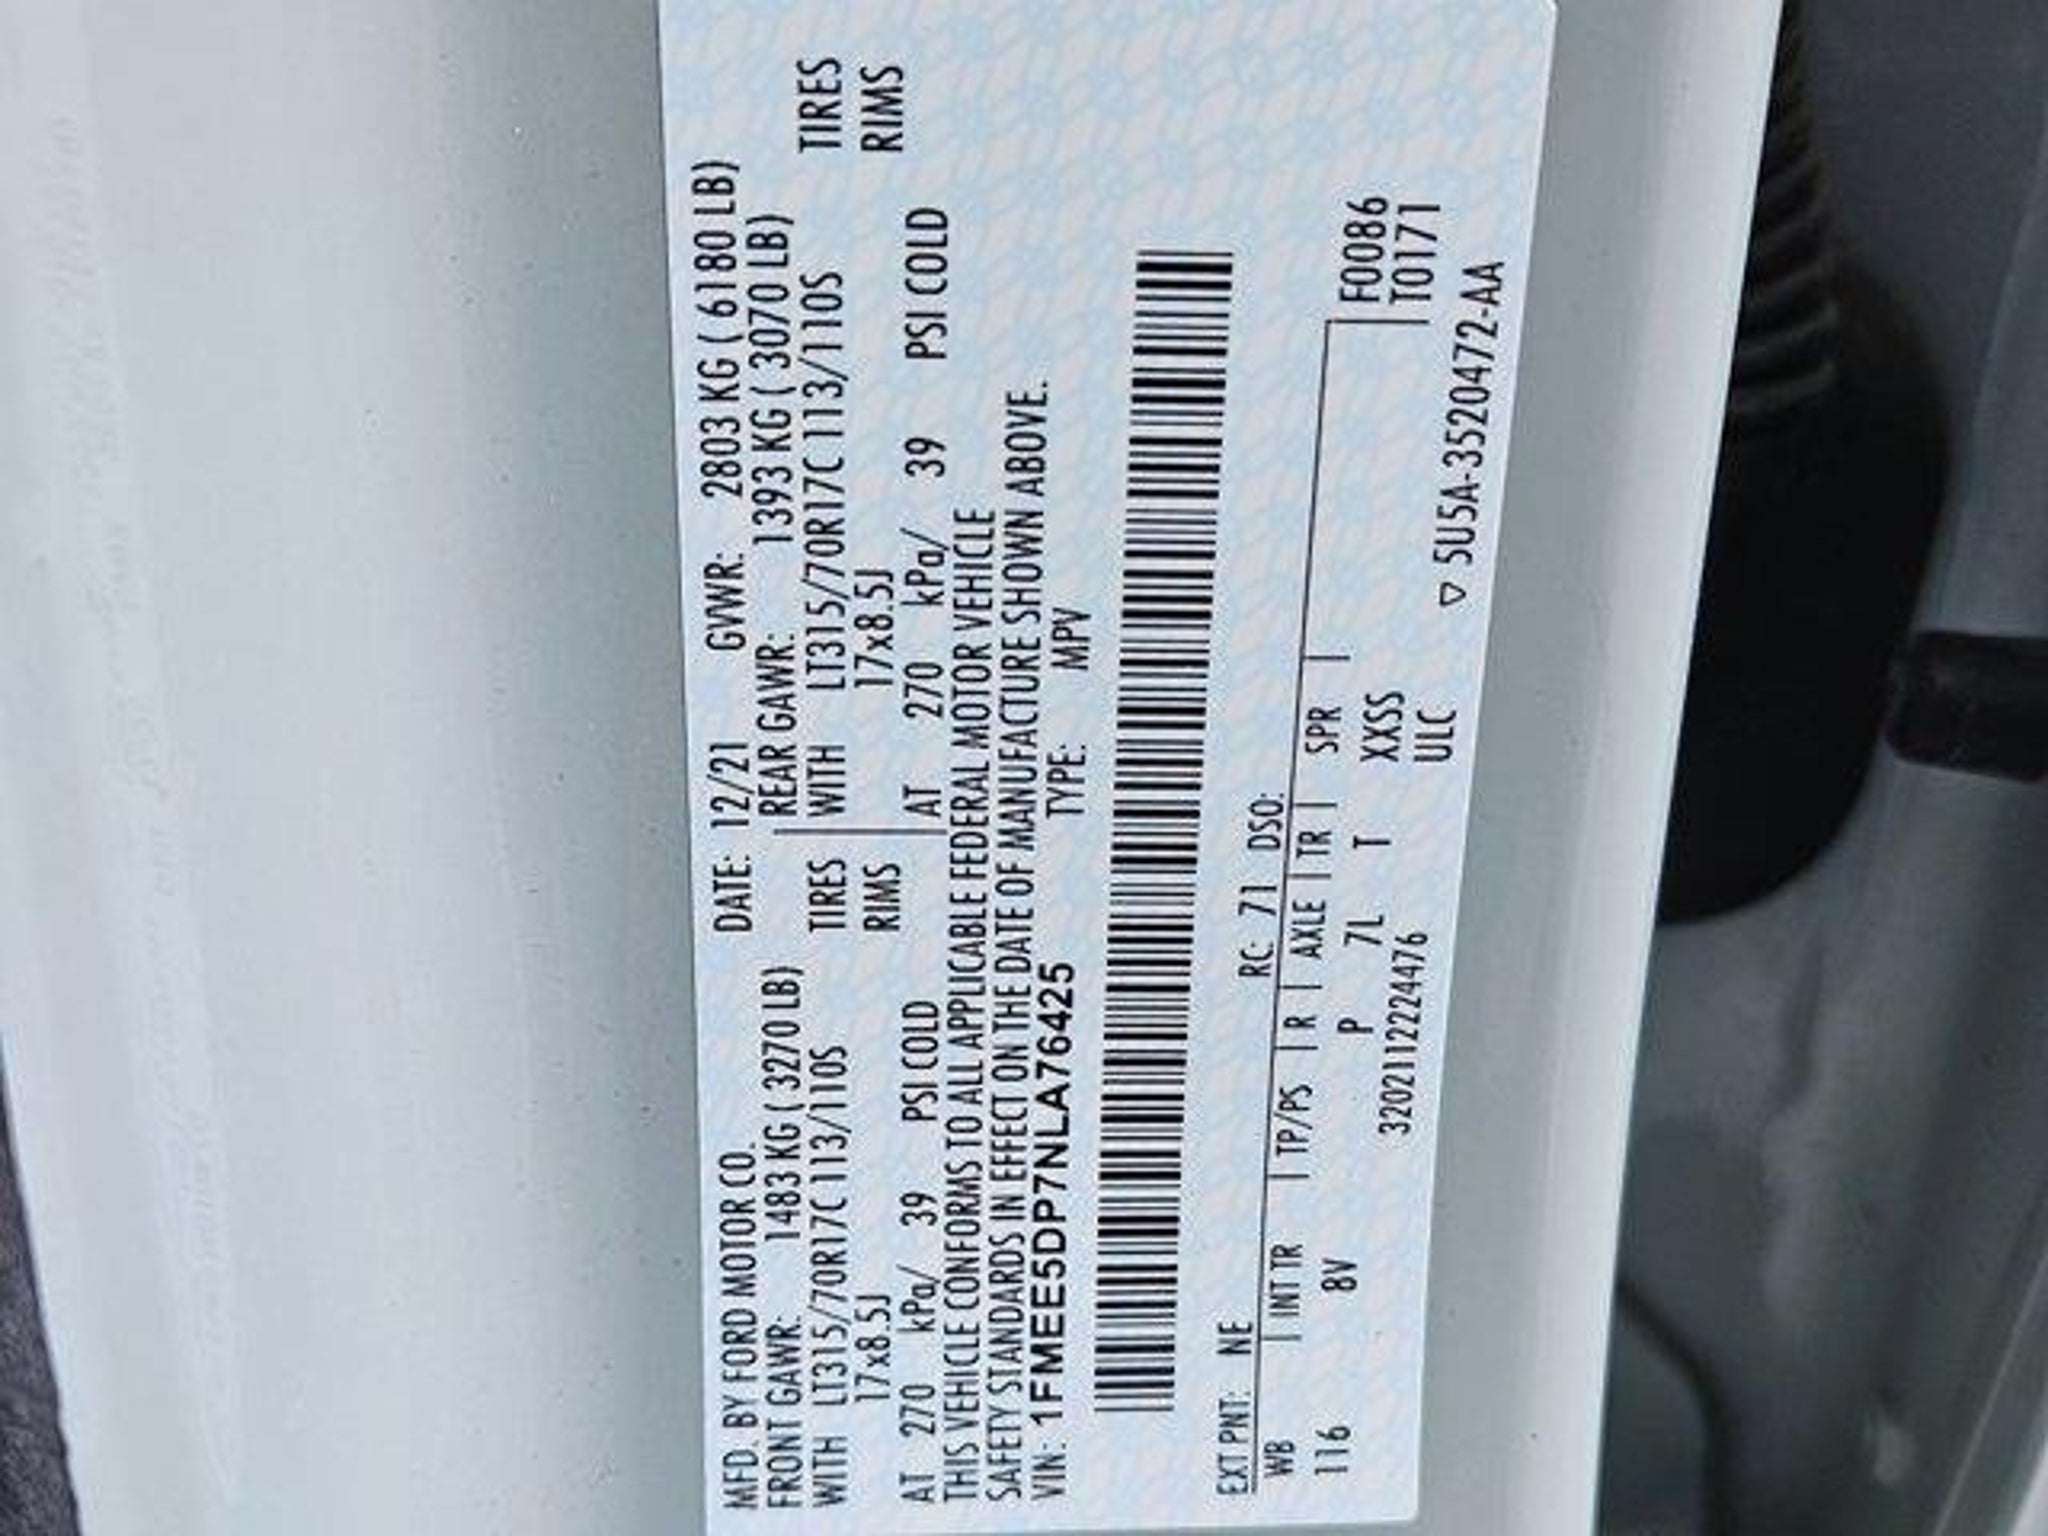 MFD. BY FORD MOTOR CO. DATE: 12/21 GVWR: 2803 KG ( 6180 LB)
FRONT GAWR: 1483 KG ( 3270 LB) REAR GAWR: 1393 KG ( 3070 LB)
WITH LT315/70R17C 113/110S TIRES WITH LT315/70R17C 113/110S TIRES
17x8.5J RIMS 17x8.5J RIMS
AT 270 kPa/ 39 PSI COLD AT 270 kPa/ 39 PSI COLD
THIS VEHICLE CONFORMS TO ALL APPLICABLE FEDERAL MOTOR VEHICLE
SAFETY STANDARDS IN EFFECT ON THE DATE OF MANUFACTURE SHOWN ABOVE.
VIN: 1FMEE5DP7NLA76425 TYPE: MPV
EXT PNT: NE RC: 71 DSO:
WB | INT TR | TP/PS | R | AXLE | TR | SPR | F0086
116 8V P 7L T XXSS T0171
32021122224476 ULC
▽ 5U5A-3520472-AA